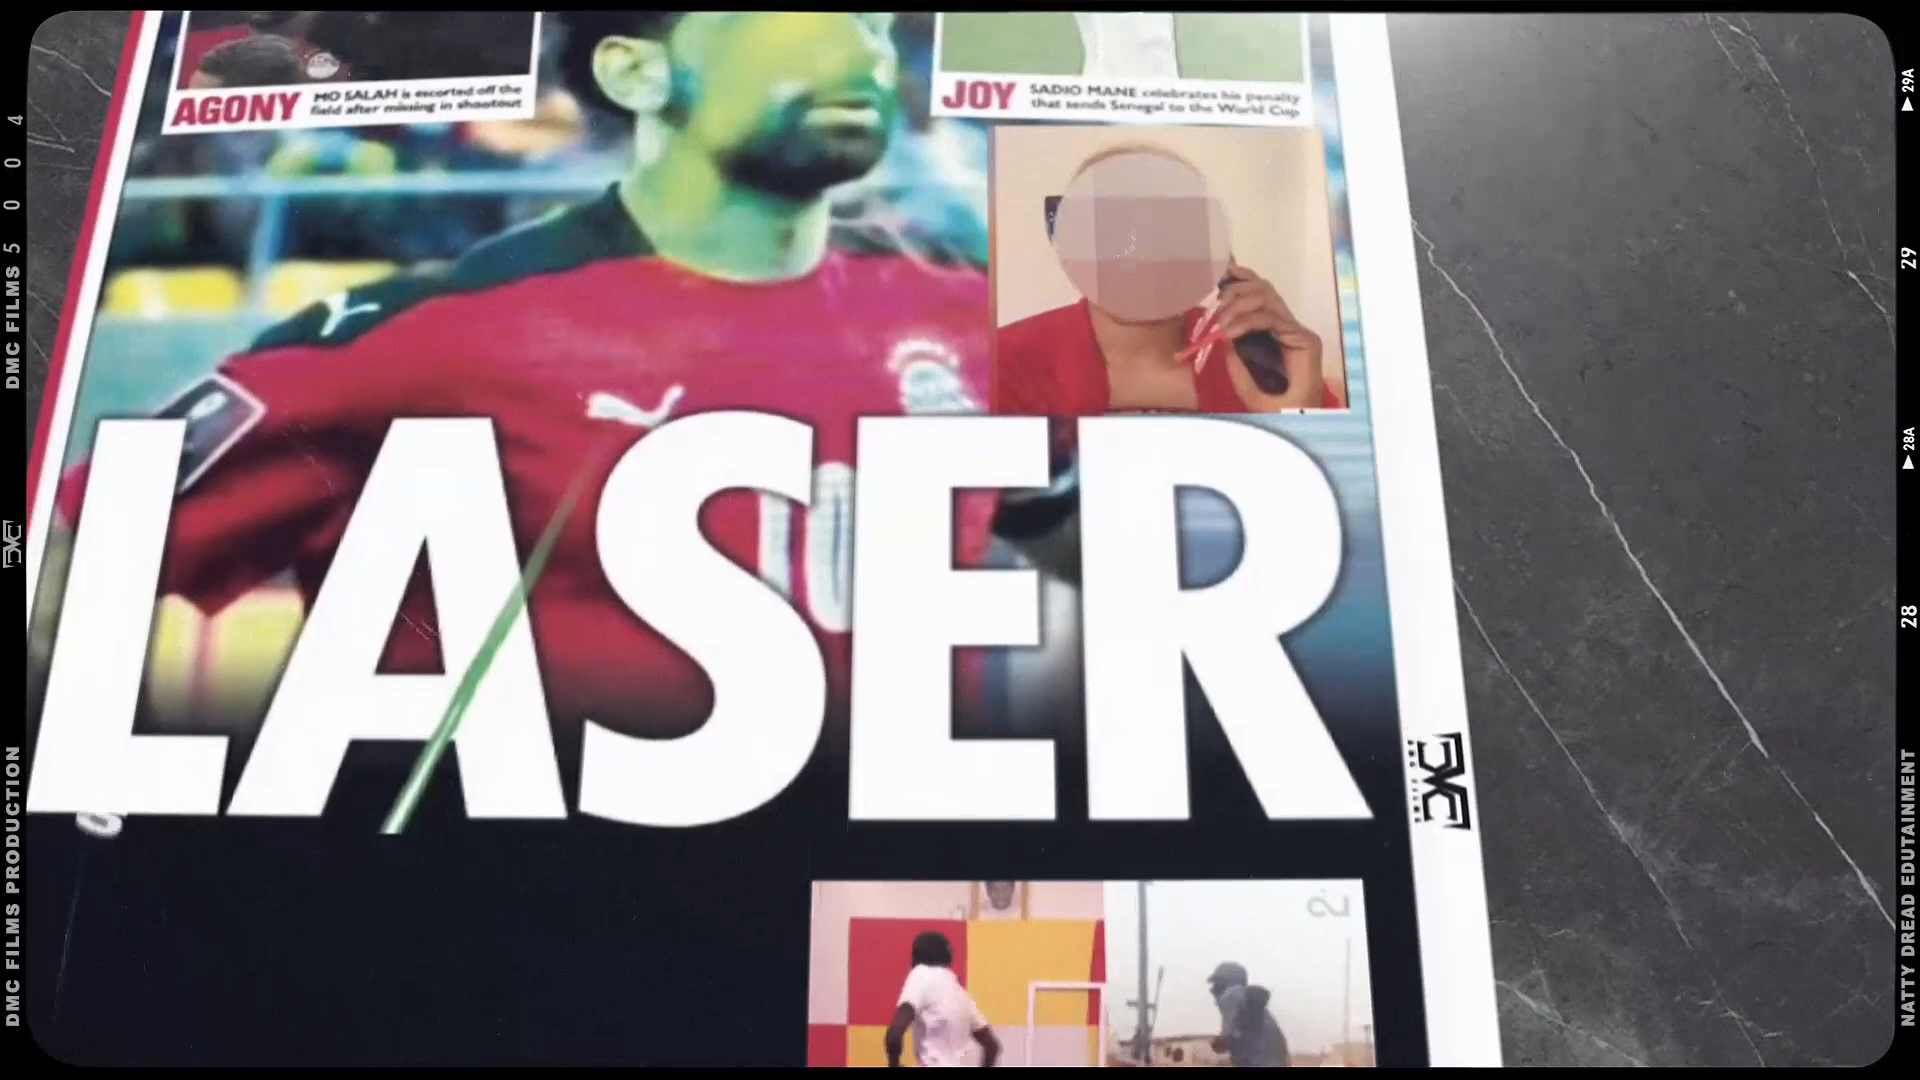 AGONY
MO SALAH is escorted off the
field after missing in shootout
JOY
SADIO MANE celebrates his penalty
that sends Senegal to the World Cup
LASER
DMC FILMS 5 0 0 4
DMC FILMS PRODUCTION
29A
29
28A
28
NATTY DREAD EDUTAINMENT